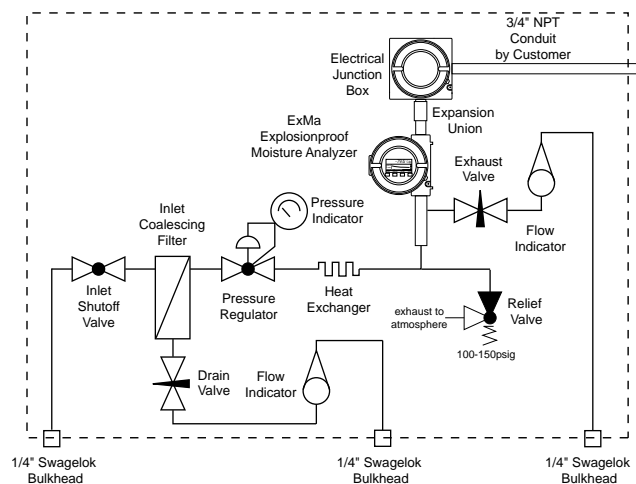 3/4" NPT
Conduit
by Customer
Electrical
Junction
Box
Expansion
Union
ExMa
Explosionproof
Moisture Analyzer
Exhaust
Valve
Flow
Indicator
Pressure
Indicator
Inlet
Coalescing
Filter
Inlet
Shutoff
Valve
Pressure
Regulator
Heat
Exchanger
exhaust to
atmosphere
Relief
Valve
100-150psig
Drain
Valve
Flow
Indicator
1/4" Swagelok
Bulkhead
1/4" Swagelok
Bulkhead
1/4" Swagelok
Bulkhead